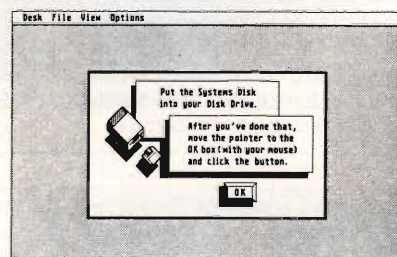 Desk File View Options
Put the Systems Disk
into your Disk Drive.
After you've done that,
move the pointer to the
OK box(with your mouse)
and click the button.
OK